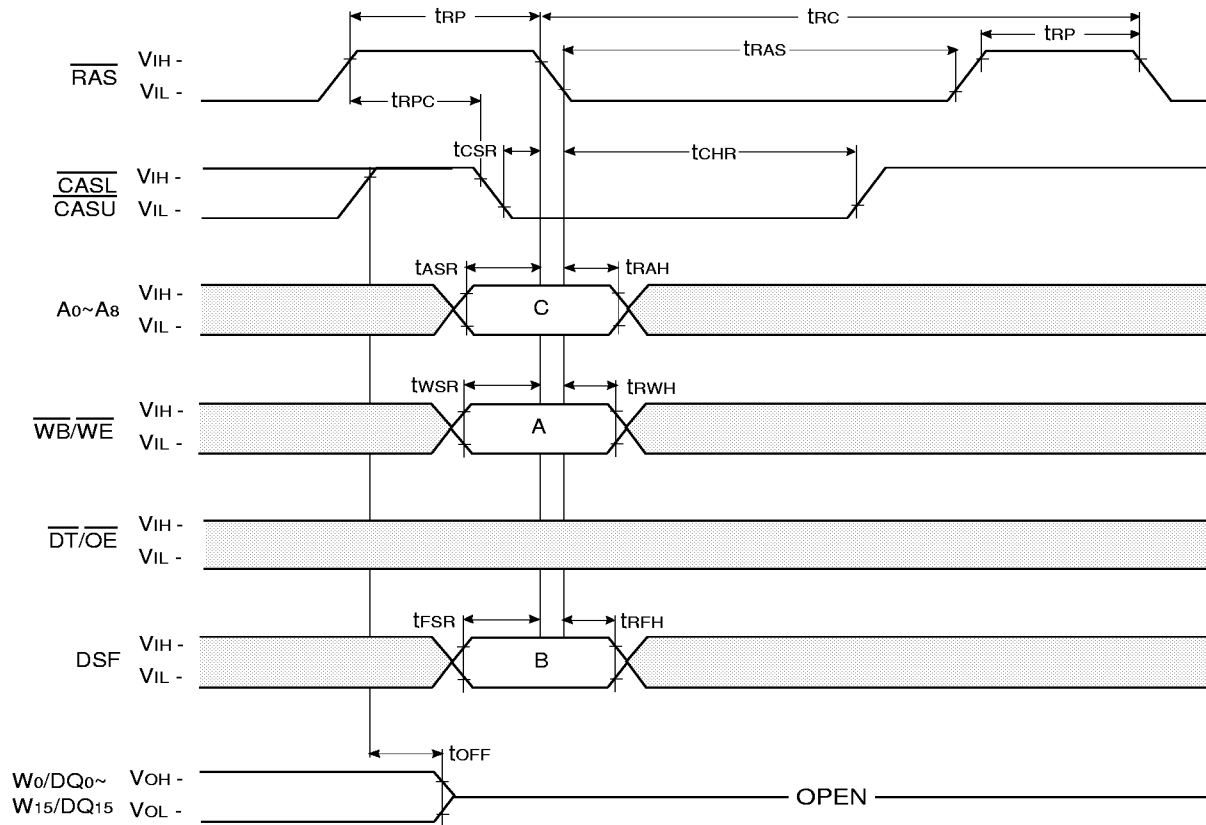 tRP
tRC
tRP
tRAS
RAS
VIH -
VIL -
tRPC
tCSR
tCHR
CASL
CASU
VIH -
VIL -
tASR
tRAH
A0~A8
VIH -
VIL -
C
tWSR
tRWH
WB/WE
VIH -
VIL -
A
DT/OE
VIH -
VIL -
tFSR
tRFH
DSF
VIH -
VIL -
B
tOFF
W0/DQ0~
W15/DQ15
VOH -
VOL -
OPEN